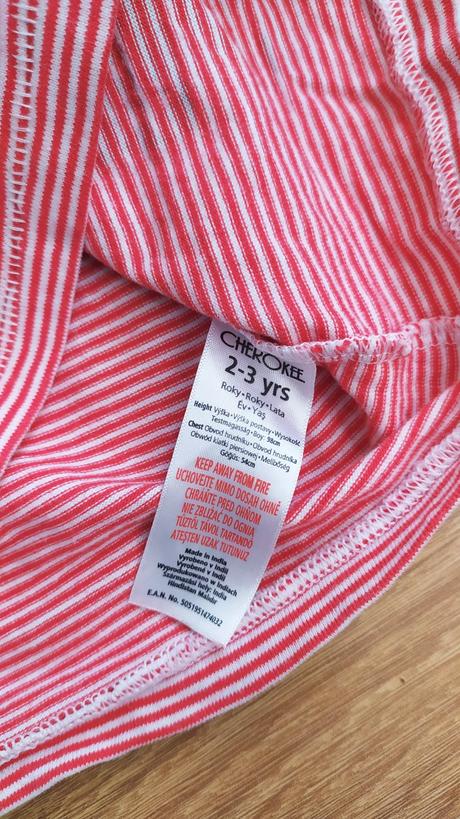 CHEROKEE
2-3 yrs
Roky • Roky • Lata
Év • Yaş
Height Výška • Výška postavy • Wysokość
Testmagasság • Boy: 98cm
Chest Obvod hrudníku • Obvod hrudníka
Obwód klatki piersiowej • Mellbőség
Göğüs: 54cm
KEEP AWAY FROM FIRE
UCHOVEJTE MIMO DOSAH OHNĚ
CHRAŇTE PŘED OHŇOM
NIE ZBLIŻAĆ DO OGNIA
TŰZTŐL TÁVOL TARTANDÓ
ATEŞTEN UZAK TUTUNUZ
Made in India
Vyrobeno v Indii
Vyrobené v Indii
Wyprodukowano w Indiach
Származási hely: India
Hindistan Malıdır
E.A.N. No. 5051951474032